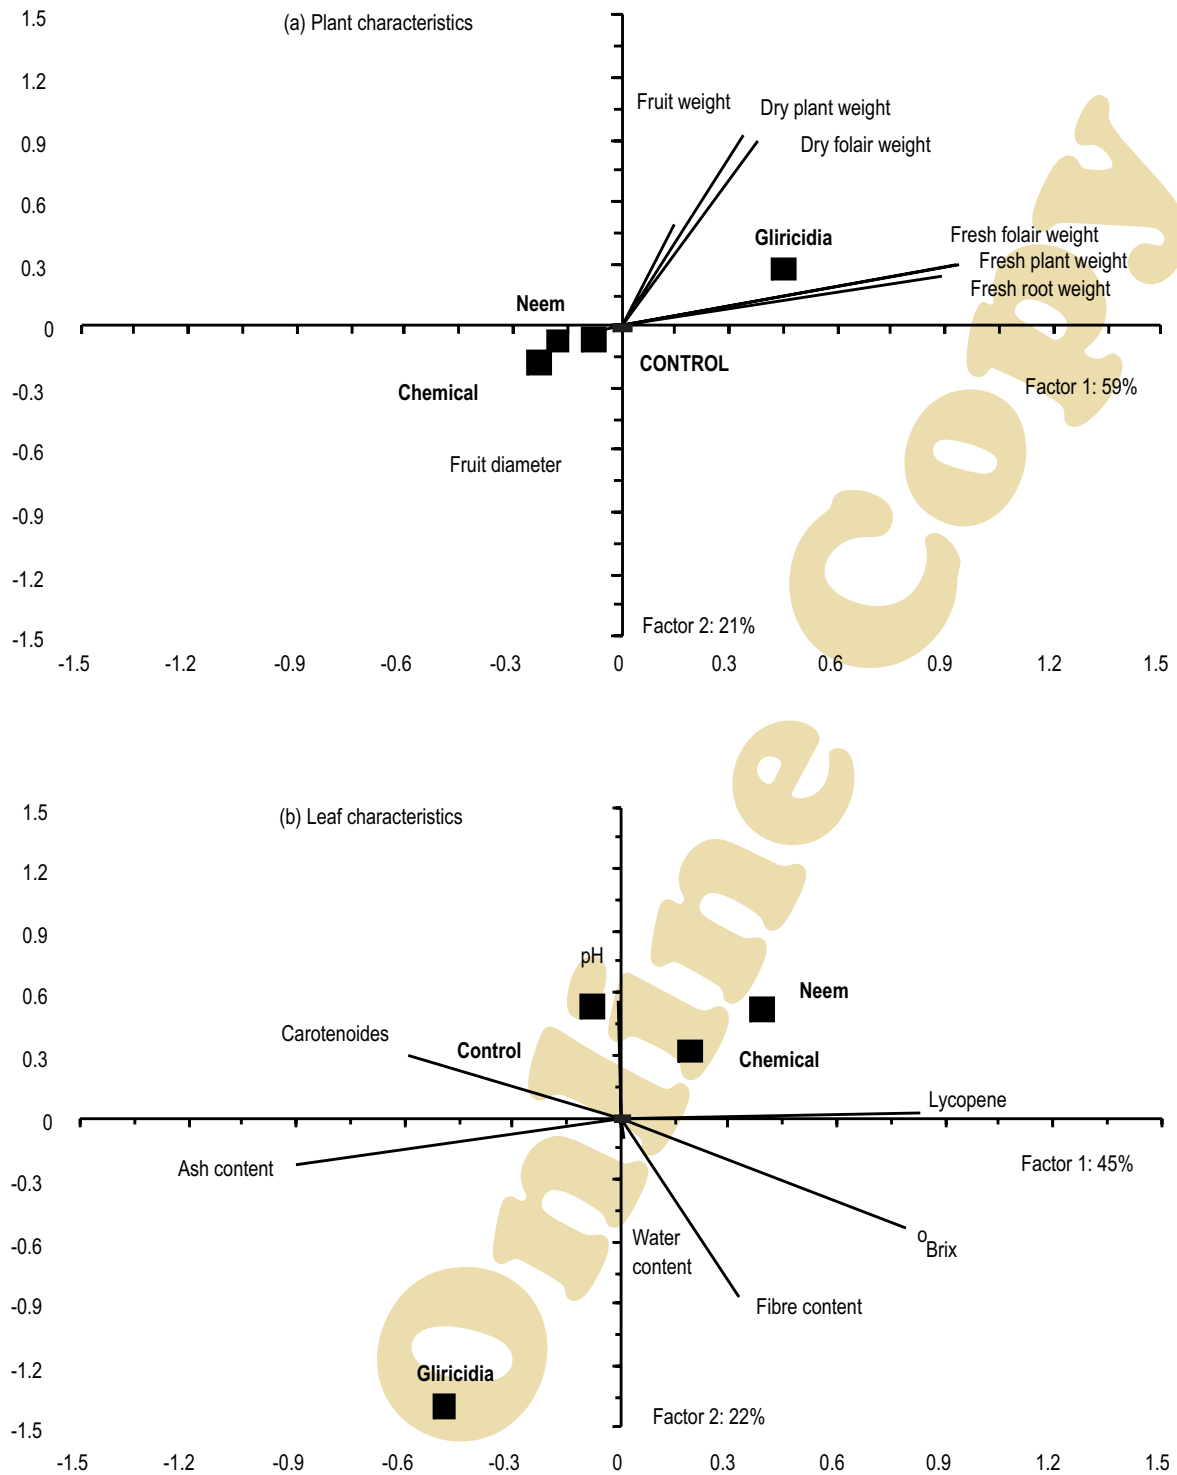 1.5
(a) Plant characteristics
1.2
Fruit weight
Dry plant weight
0.9
Dry folair weight
0.6
Gliricidia
Fresh folair weight
0.3
Fresh plant weight
Fresh root weight
Neem
0
CONTROL
-0.3
Chemical
Factor 1: 59%
-0.6
Fruit diameter
-0.9
-1.2
Factor 2: 21%
-1.5
-1.5 -1.2 -0.9 -0.6 -0.3 0 0.3 0.6 0.9 1.2 1.5
1.5
(b) Leaf characteristics
1.2
0.9
pH
0.6
Neem
Carotenoides
Control
0.3
Chemical
Lycopene
0
Ash content
Factor 1: 45%
-0.3
Water
content
oBrix
-0.6
-0.9
Fibre content
-1.2
Gliricidia
Factor 2: 22%
-1.5
-1.5 -1.2 -0.9 -0.6 -0.3 0 0.3 0.6 0.9 1.2 1.5
Online Copy